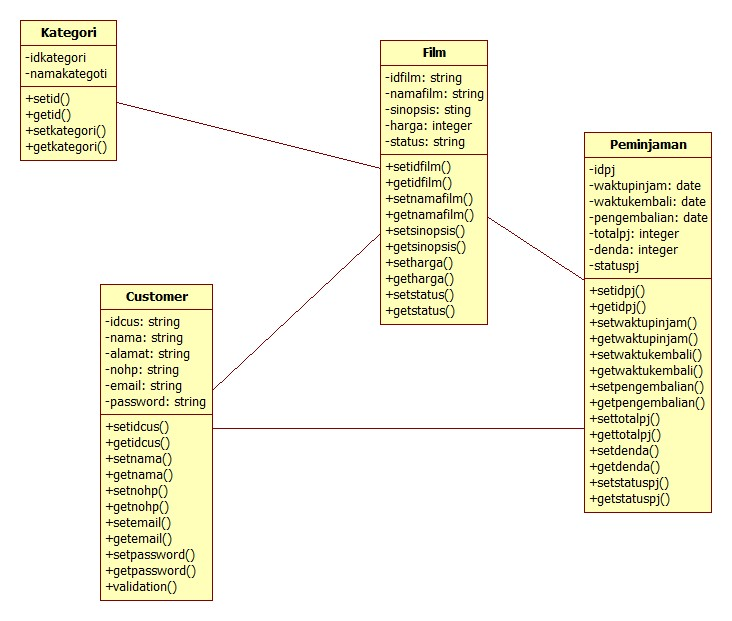 Kategori
-idkategori
-namakategoti
+setid()
+getid()
+setkategori()
+getkategori()
Film
-idfilm: string
-namafilm: string
-sinopsis: sting
-harga: integer
-status: string
+setidfilm()
+getidfilm()
+setnamafilm()
+getnamafilm()
+setsinopsis()
+getsinopsis()
+setharga()
+getharga()
+setstatus()
+getstatus()
Peminjaman
-idpj
-waktupinjam: date
-waktukembali: date
-pengembalian: date
-totalpj: integer
-denda: integer
-statuspj
+setidpj()
+getidpj()
+setwaktupinjam()
+getwaktupinjam()
+setwaktukembali()
+getwaktukembali()
+setpengembalian()
+getpengembalian()
+settotalpj()
+gettotalpj()
+setdenda()
+getdenda()
+setstatuspj()
+getstatuspj()
Customer
-idcus: string
-nama: string
-alamat: string
-nohp: string
-email: string
-password: string
+setidcus()
+getidcus()
+setnama()
+getnama()
+setnohp()
+getnohp()
+setemail()
+getemail()
+setpassword()
+getpassword()
+validation()